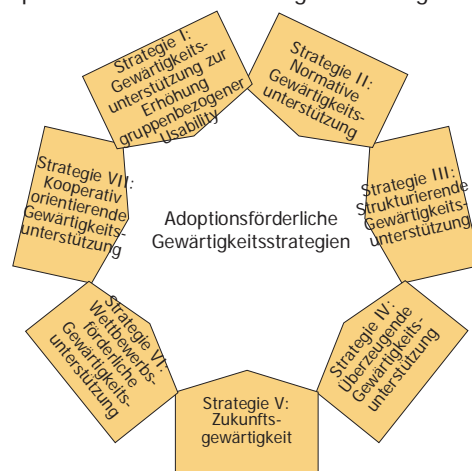 Strategie I:
Gewärtigkeits-
unterstützung zur
Erhöhung
gruppenbezogener
Usability
Strategie II:
Normative
Gewärtigkeits-
unterstützung
Strategie III:
Strukturierende
Gewärtigkeits-
unterstützung
Strategie IV:
Überzeugende
Gewärtigkeits-
unterstützung
Strategie V:
Zukunfts-
gewärtigkeit
Strategie VI:
Wettbewerbs-
förderliche
Gewärtigkeits-
unterstützung
Strategie VII:
Kooperativ
orientierende
Gewärtigkeits-
unterstützung
Adoptionsförderliche
Gewärtigkeitsstrategien